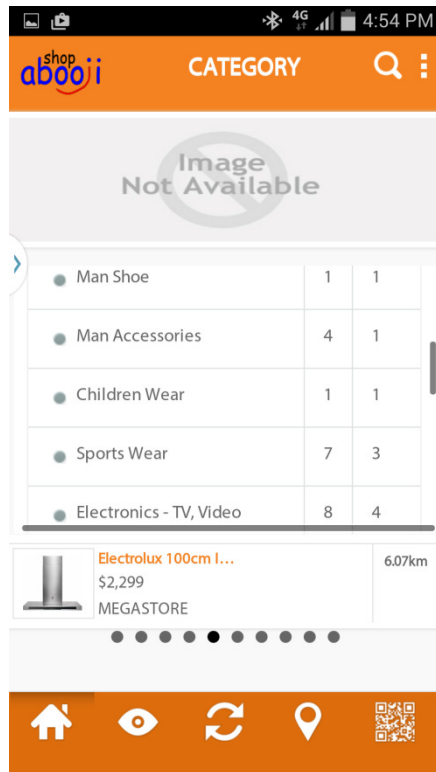 4G 4:54 PM
shop
abooji
CATEGORY
Image
Not Available
Man Shoe 1 1
Man Accessories 4 1
Children Wear 1 1
Sports Wear 7 3
Electronics - TV, Video 8 4
Electrolux 100cm I... 6.07km
$2,299
MEGASTORE